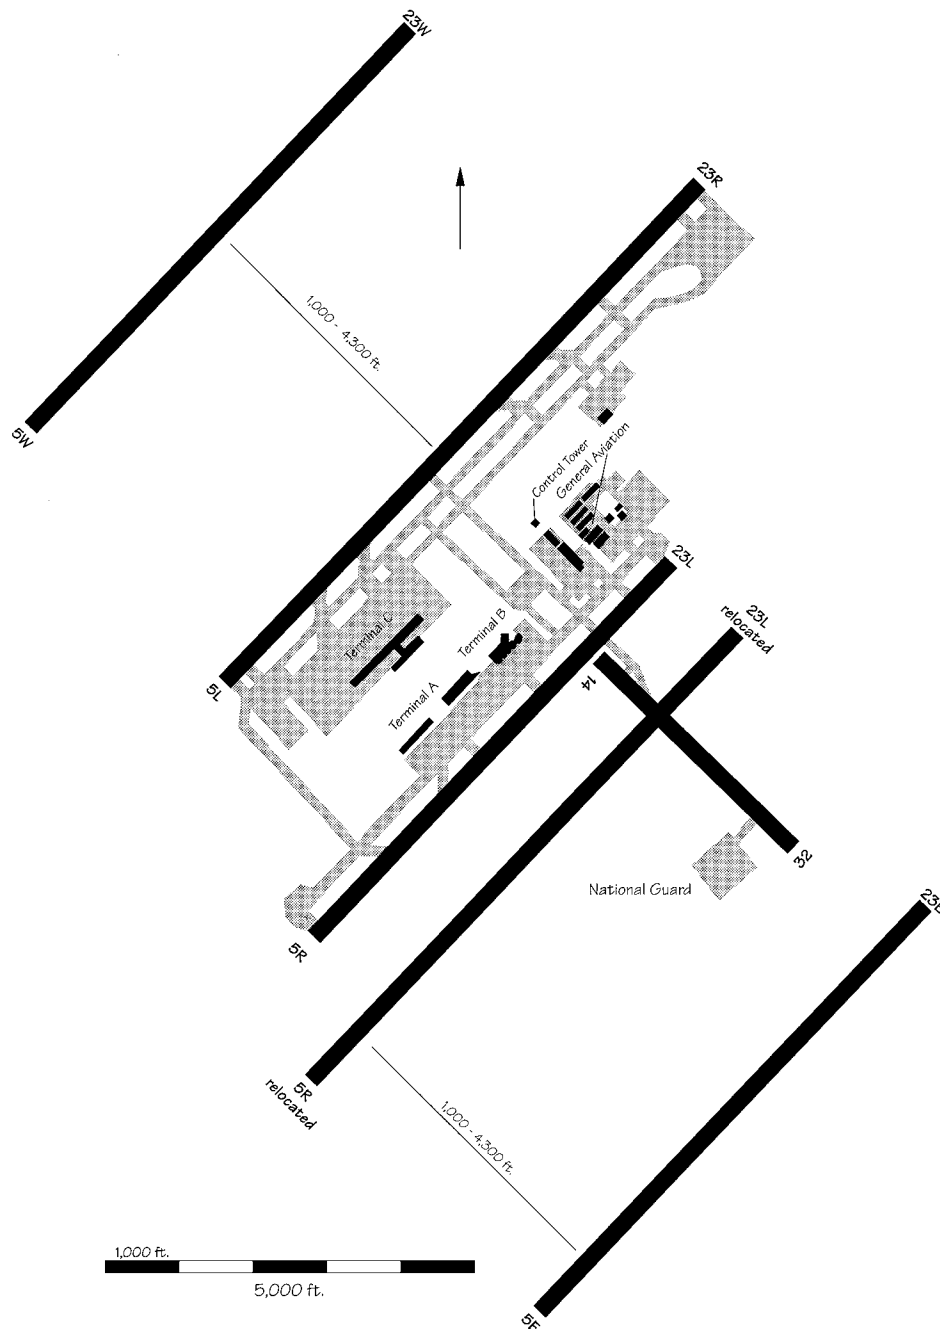 23W
23R
1,000 - 4,300 ft.
5W
Control Tower
General Aviation
23L
23L
relocated
Terminal C
Terminal B
Terminal A
5L
14
32
National Guard
5R
5R
relocated
1,000 - 4,300 ft.
1,000 ft.
5,000 ft.